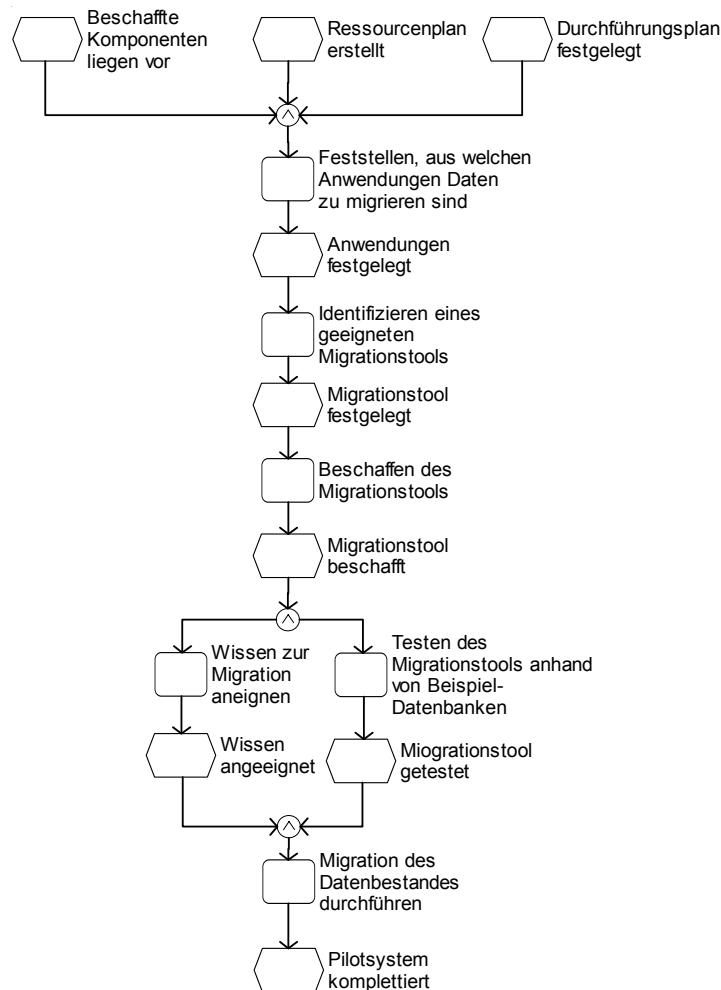 Beschaffte
Komponenten
liegen vor
Ressourcenplan
erstellt
Durchführungsplan
festgelegt
Feststellen, aus welchen
Anwendungen Daten
zu migrieren sind
Anwendungen
festgelegt
Identifizieren eines
geeigneten
Migrationstools
Migrationstool
festgelegt
Beschaffen des
Migrationstools
Migrationstool
beschafft
Wissen zur
Migration
aneignen
Testen des
Migrationstools anhand
von Beispiel-
Datenbanken
Wissen
angeeignet
Miogrationstool
getestet
Migration des
Datenbestandes
durchführen
Pilotsystem
komplettiert